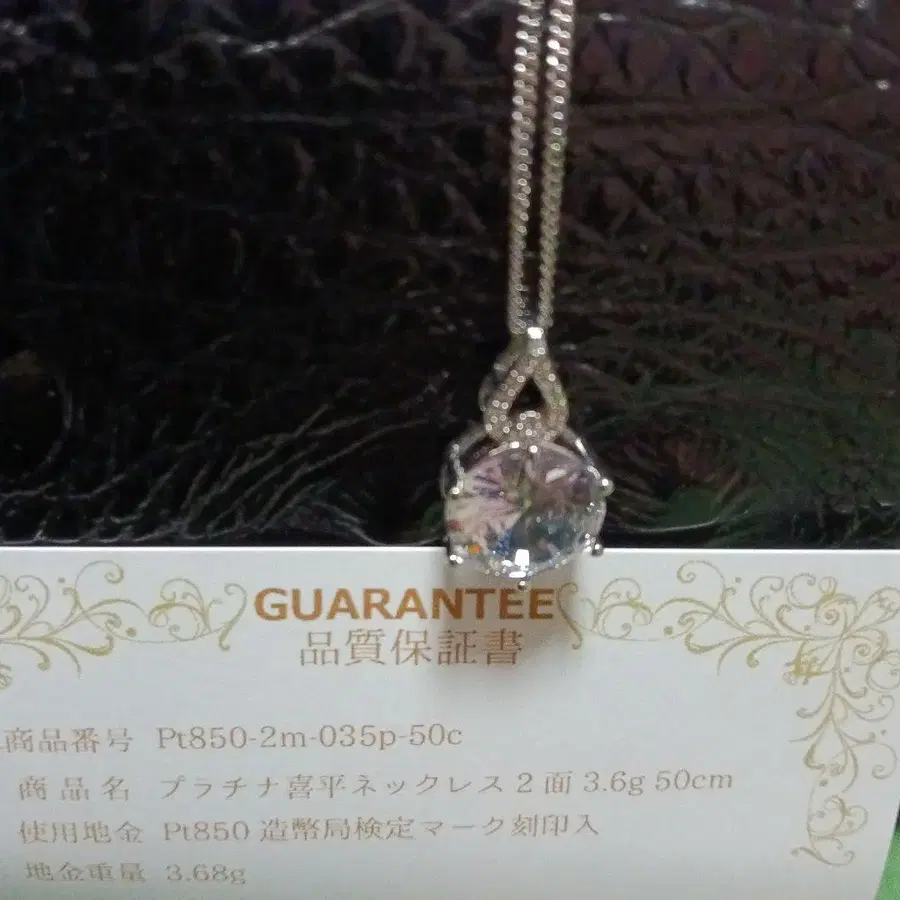 GUARANTEE
品質保証書
商品番号 Pt850-2m-035p-50c
商品名 プラチナ喜平ネックレス2面 3.6g 50cm
使用地金 Pt850 造幣局検定マーク刻印入
地金重量 3.68g